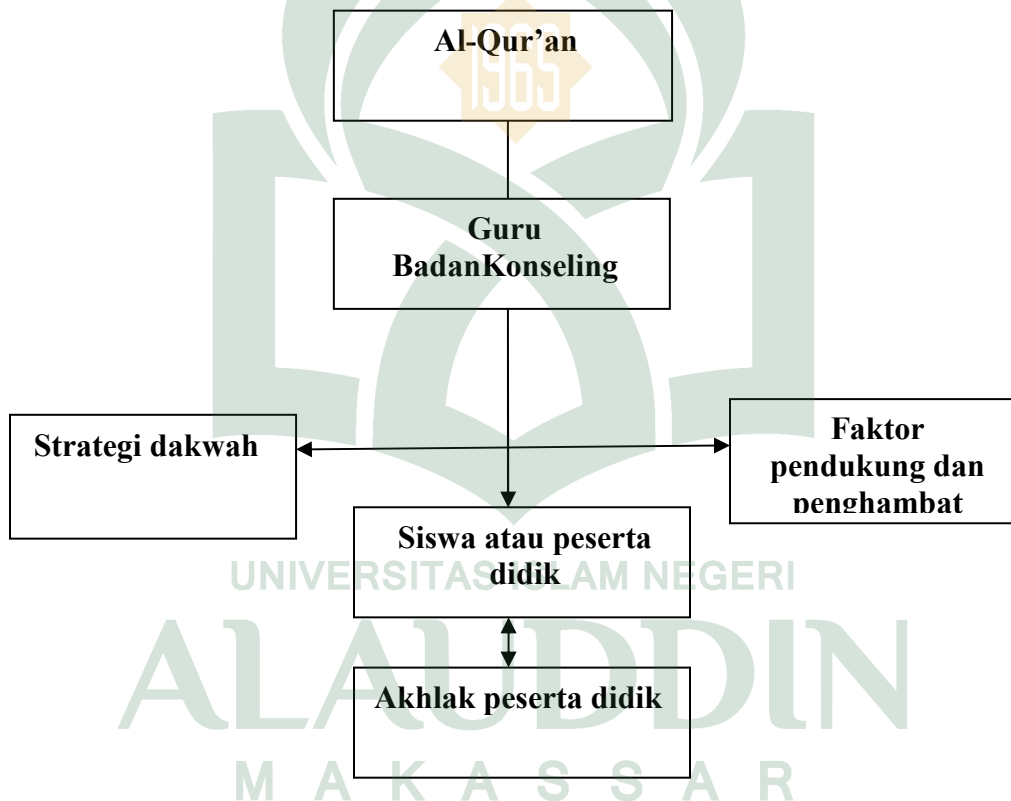 Al-Qur’an
1965
Guru
BadanKonseling
Strategi dakwah
Faktor
pendukung dan
penghambat
Siswa atau peserta
didik
UNIVERSITAS ISLAM NEGERI
ALAUDDIN
Akhlak peserta didik
MAKASSAR